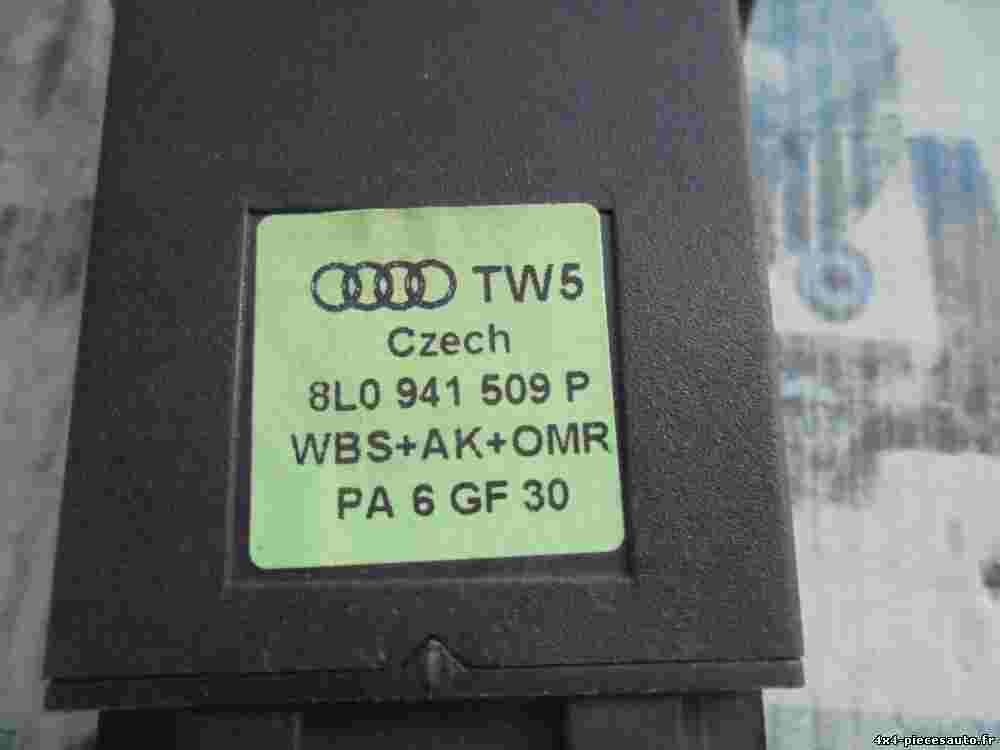 TW5
Czech
8L0 941 509 P
WBS+AK+OMR
PA 6 GF 30
4x4-piecesauto.fr